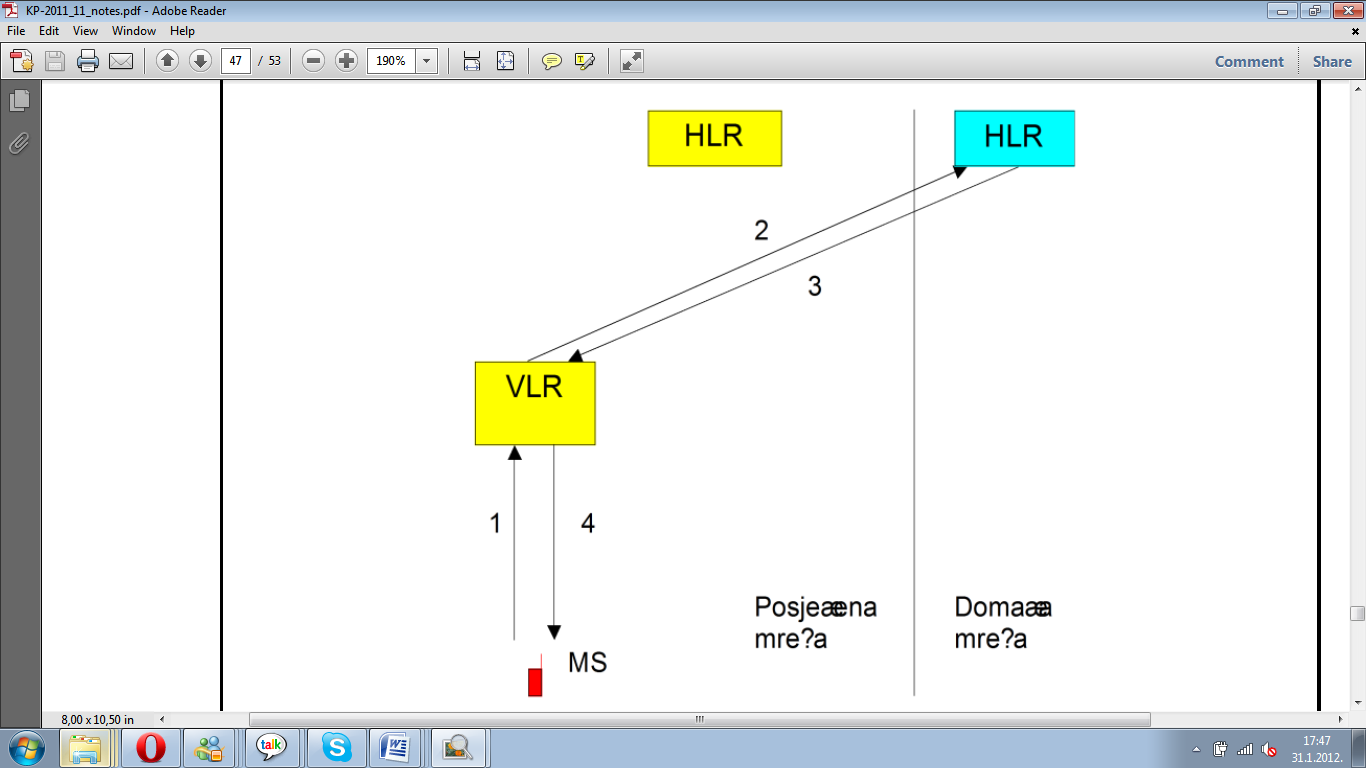 KP-2011_11_notes.pdf - Adobe Reader
File Edit View Window Help
47 / 53 190% Comment Share
HLR HLR
2
3
VLR
1 4
Posjeæena
mre?a
Domaæa
mre?a
MS
8,00 x 10,50 in
talk
17:47
31.1.2012.